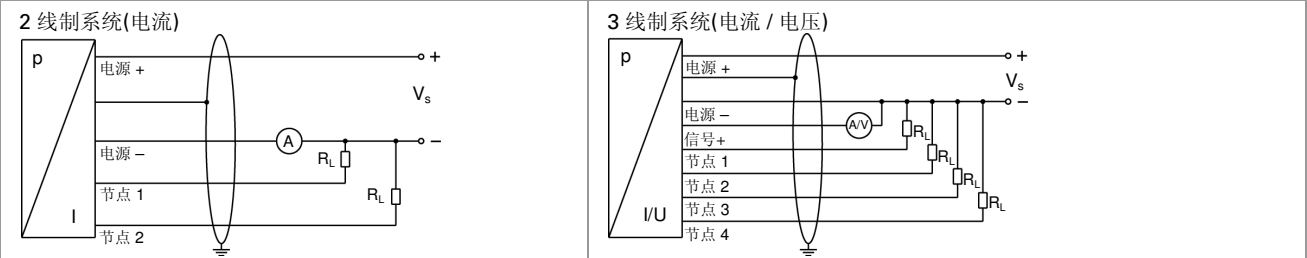 2 线制系统(电流)
p
电源 +
+
Vs
电源 –
A
–
RL
节点 1
RL
I
节点 2
3 线制系统(电流 / 电压)
p
电源 +
+
Vs
电源 –
–
A/V
信号+
RL
节点 1
RL
节点 2
RL
节点 3
RL
I/U
节点 4